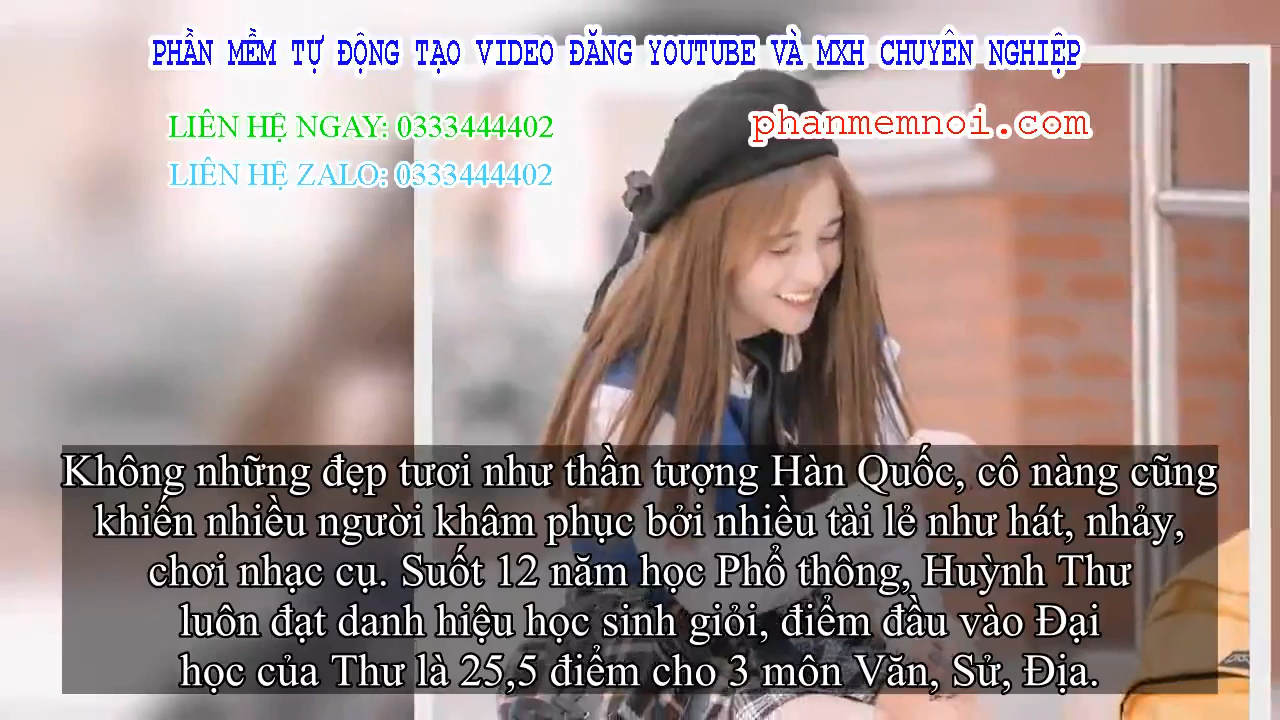 PHẦN MỀM TỰ ĐỘNG TẠO VIDEO ĐĂNG YOUTUBE VÀ MXH CHUYÊN NGHIỆP
LIÊN HỆ NGAY: 0333444402
phanmemnoi.com
LIÊN HỆ ZALO: 0333444402
Không những đẹp tươi như thần tượng Hàn Quốc, cô nàng cũng
khiến nhiều người khâm phục bởi nhiều tài lẻ như hát, nhảy,
chơi nhạc cụ. Suốt 12 năm học Phổ thông, Huỳnh Thư
luôn đạt danh hiệu học sinh giỏi, điểm đầu vào Đại
học của Thư là 25,5 điểm cho 3 môn Văn, Sử, Địa.